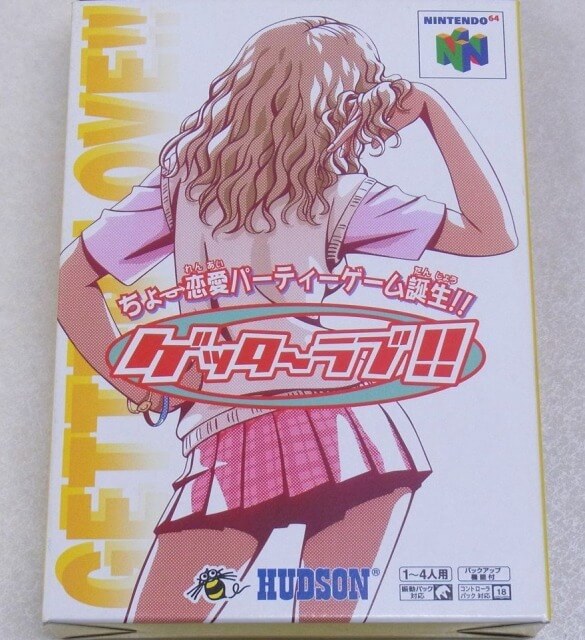 NINTENDO64
GETTER LOVE!!
ちょー恋愛パーティーゲーム誕生!!
れん あい
たん じょう
ゲッターラブ!!
HUDSON®
1〜4人用
バックアップ
機能付
振動パック
対応
コントローラ
パック 対応
18